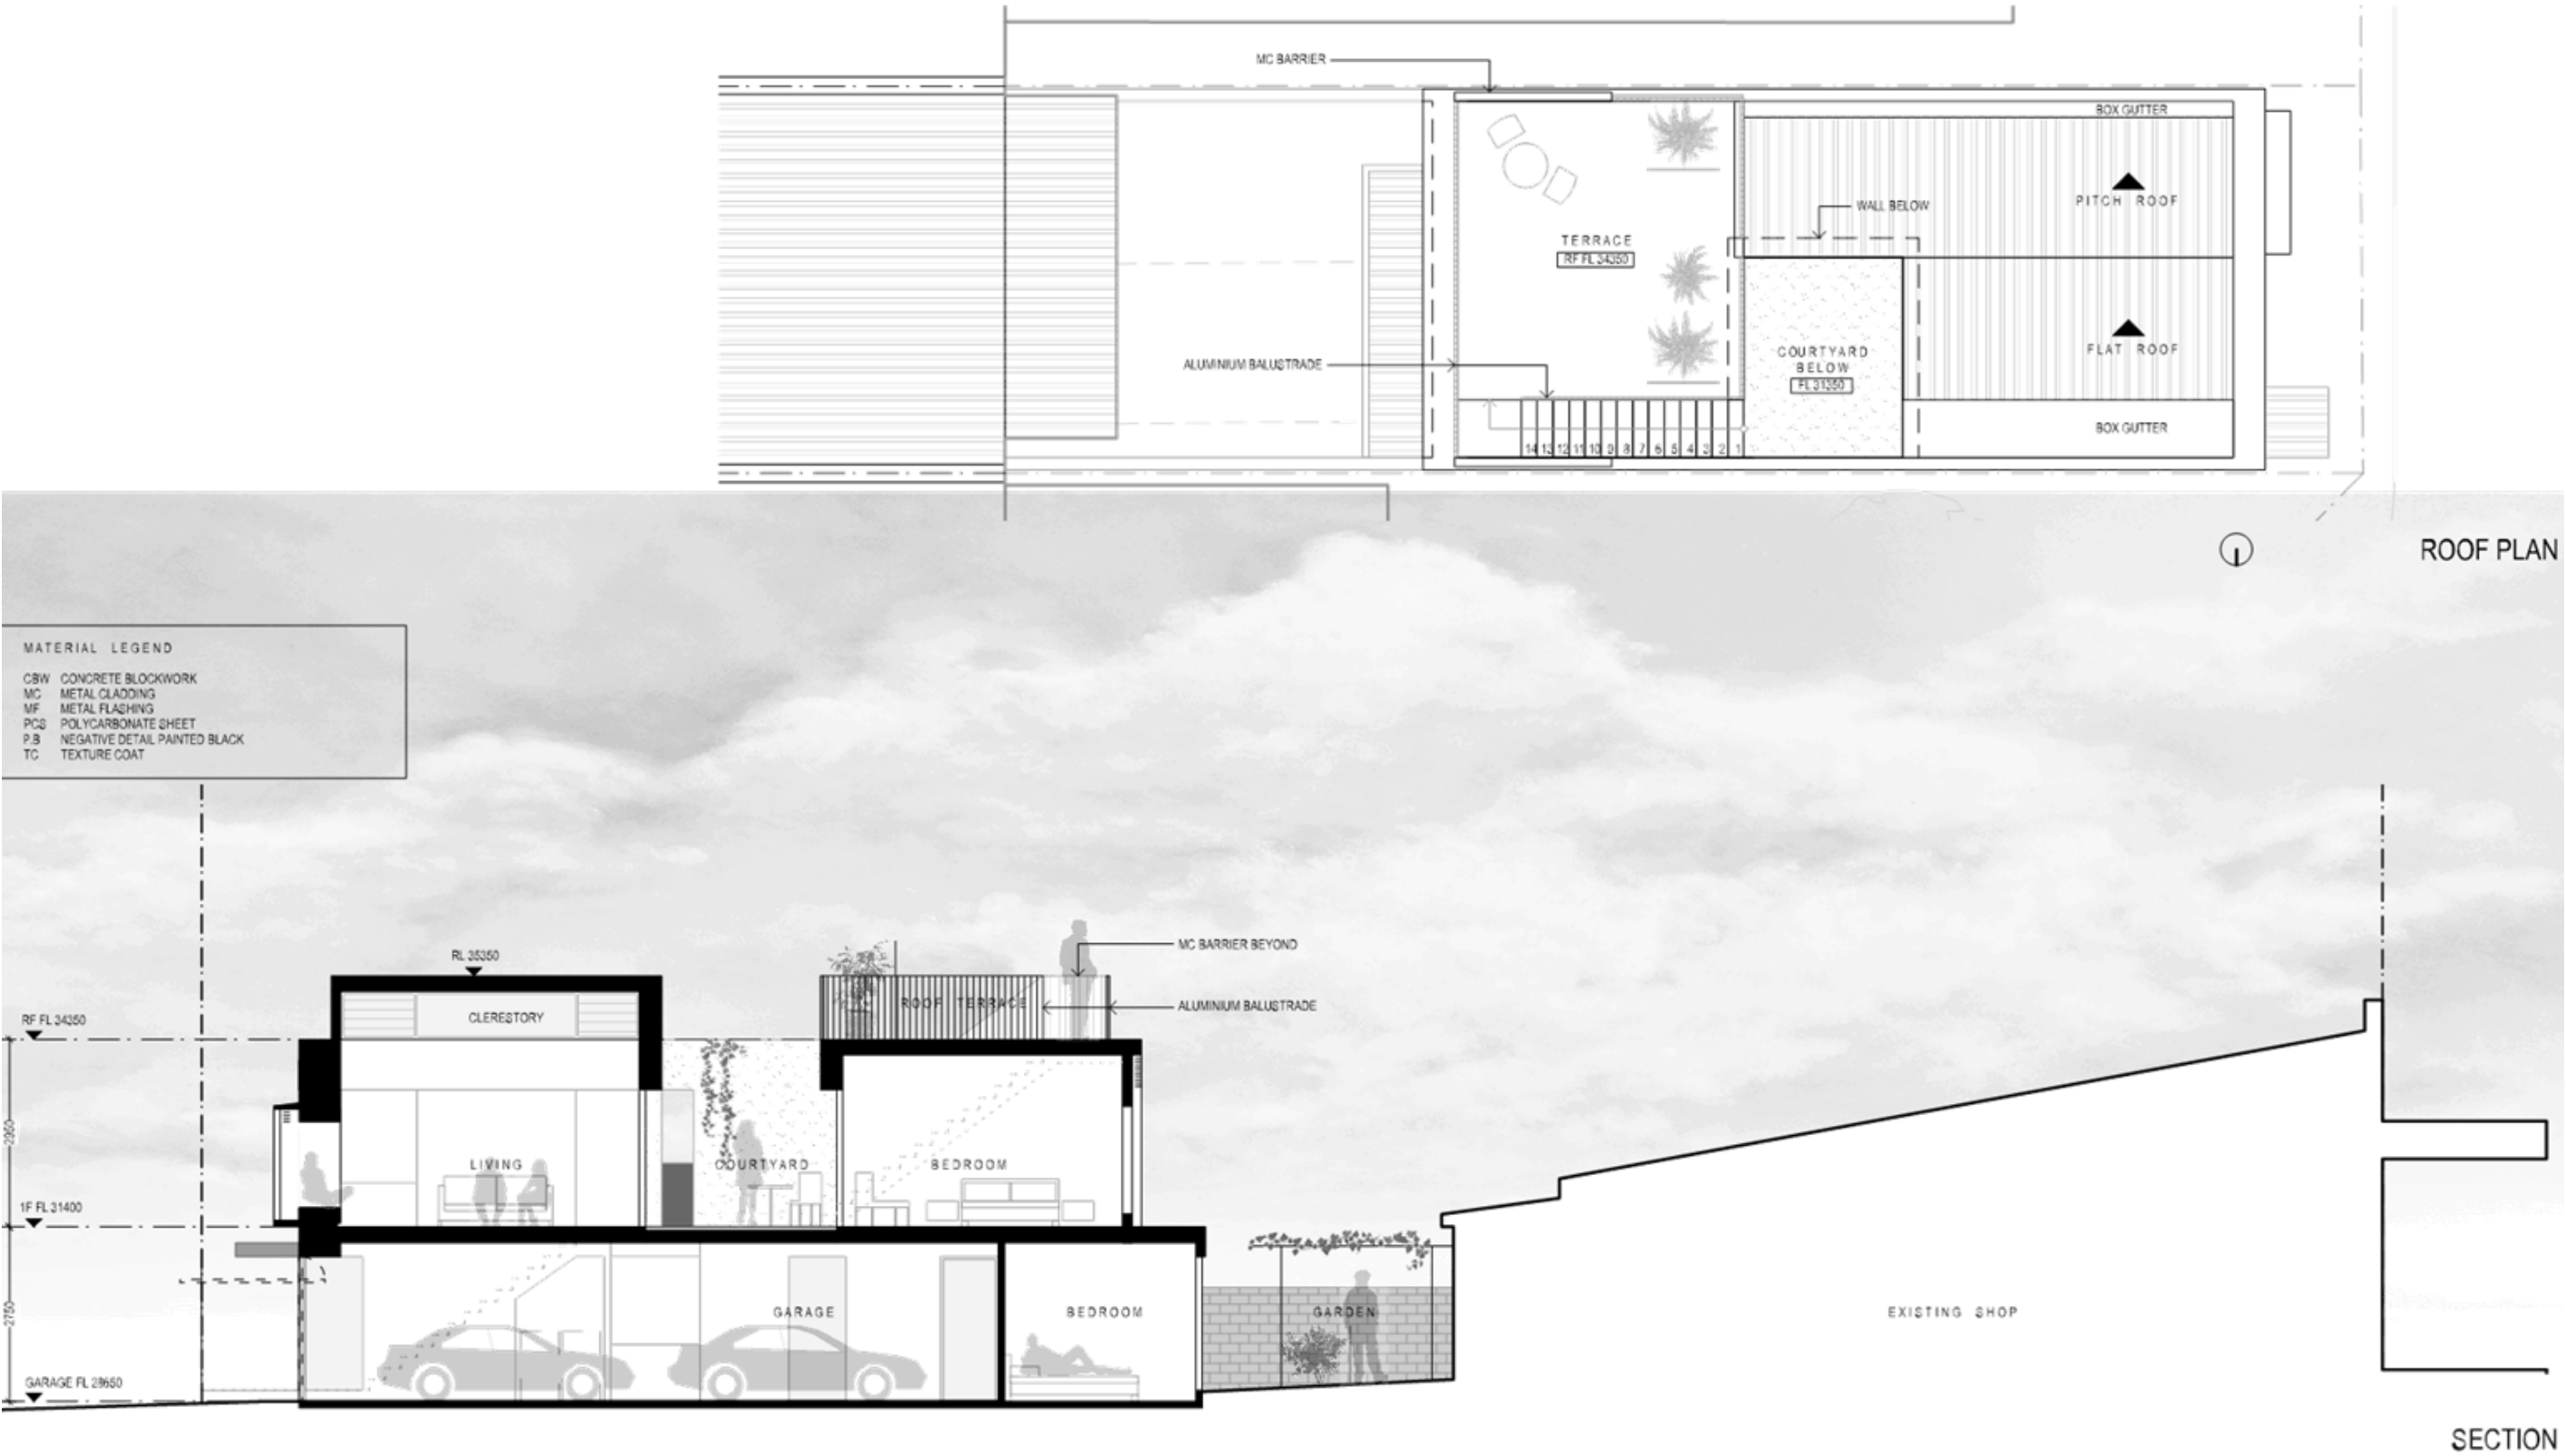 MC BARRIER
BOX GUTTER
PITCH ROOF
WALL BELOW
TERRACE
RF FL 34350
ALUMINIUM BALUSTRADE
COURTYARD
BELOW
FL 31350
FLAT ROOF
BOX GUTTER
14 13 12 11 10 9 8 7 6 5 4 3 2 1
ROOF PLAN
MATERIAL LEGEND
CBW CONCRETE BLOCKWORK
MC METAL CLADDING
MF METAL FLASHING
PCS POLYCARBONATE SHEET
P.B NEGATIVE DETAIL PAINTED BLACK
TC TEXTURE COAT
RL 35350
MC BARRIER BEYOND
ROOF TERRACE
ALUMINIUM BALUSTRADE
CLERESTORY
RF FL 34350
2950
LIVING
COURTYARD
BEDROOM
1F FL 31400
2750
GARAGE
BEDROOM
GARDEN
EXISTING SHOP
GARAGE FL 28650
SECTION